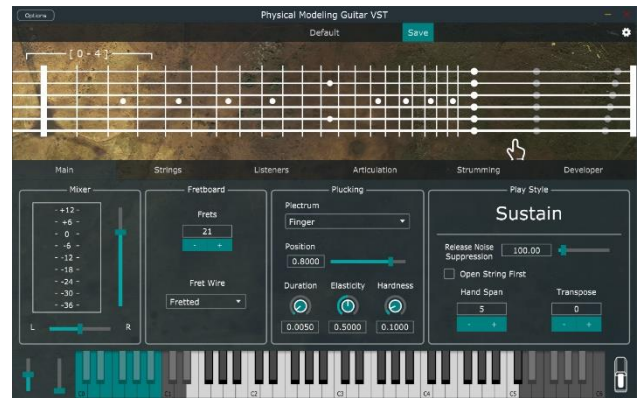 Options
Physical Modeling Guitar VST
Default
Save
[ 0 - 4 ]
Main
Strings
Listeners
Articulation
Strumming
Developer
Mixer
- +12 -
- +6 -
- 0 -
- -6 -
- -12 -
- -18 -
- -24 -
- -30 -
- -36 -
L
R
Fretboard
Frets
21
- +
Fret Wire
Fretted
Plucking
Plectrum
Finger
Position
0.8000
Duration
Elasticity
Hardness
0.0050
0.5000
0.1000
Play Style
Sustain
Release Noise
Suppression
100.00
Open String First
Hand Span
Transpose
5
0
- +
- +
C0
C1
C2
C3
C4
C5
C6